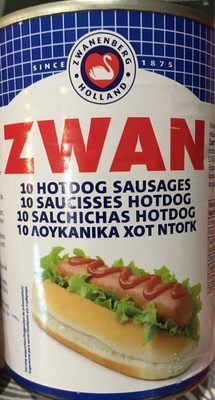 ZWANENBERG
SINCE 1875
HOLLAND
ZWAN
10 HOTDOG SAUSAGES
10 SAUCISSES HOTDOG
10 SALCHICHAS HOTDOG
10 ΛΟΥΚΑΝΙΚΑ ΧΟΤ ΝΤΟΓΚ